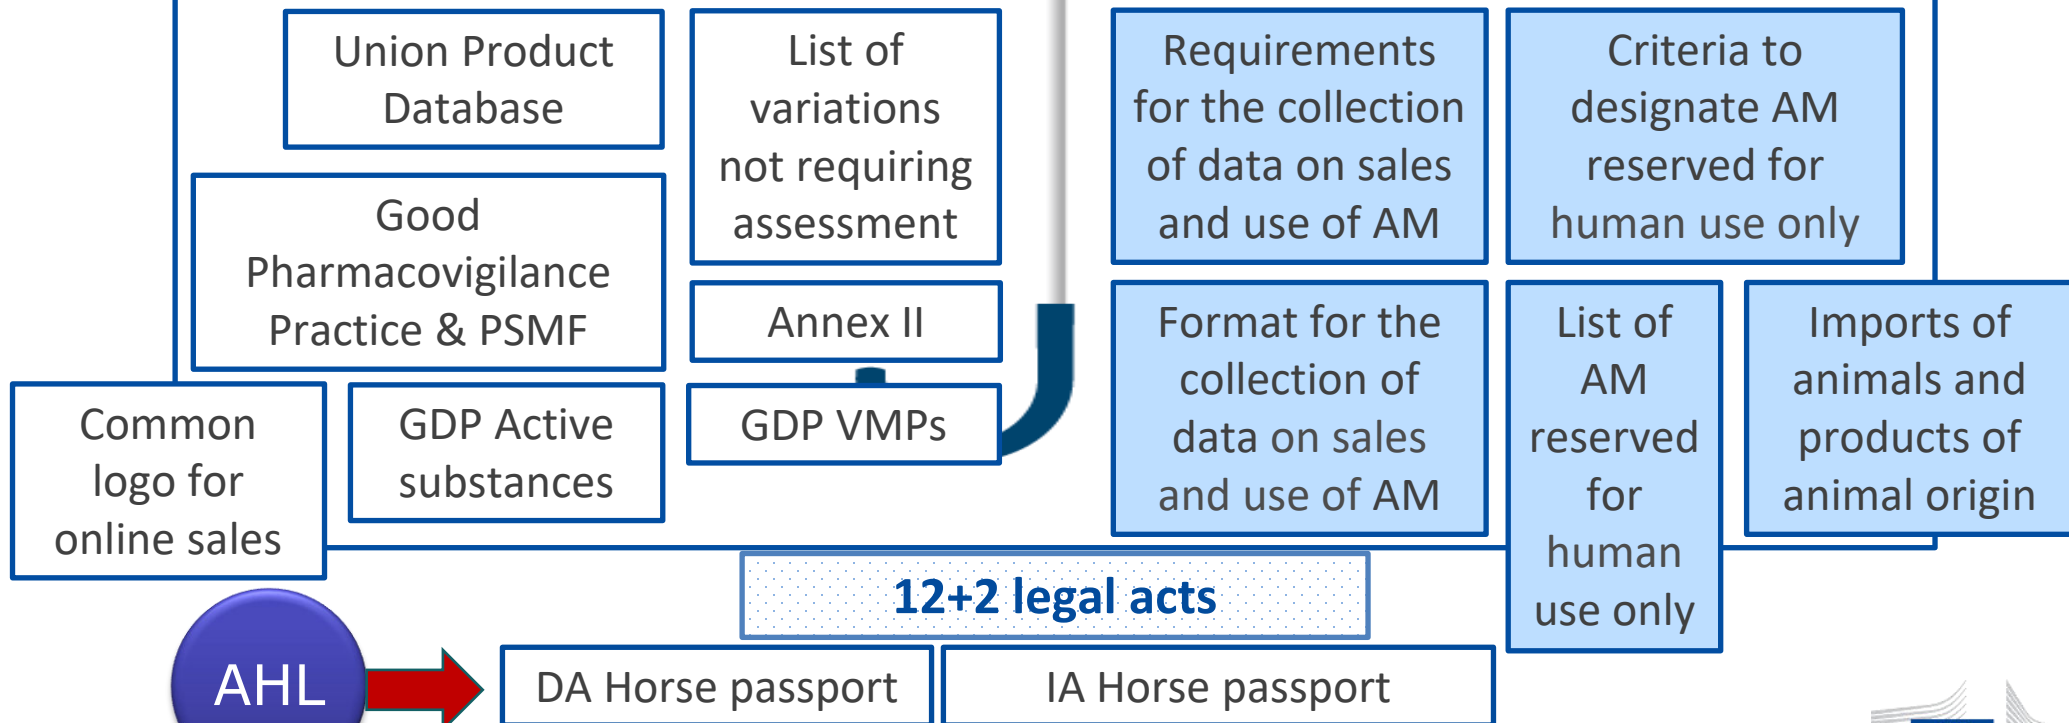 Union Product
Database
List of
variations
not requiring
assessment
Requirements
for the collection
of data on sales
and use of AM
Criteria to
designate AM
reserved for
human use only
Good
Pharmacovigilance
Practice & PSMF
Annex II
Format for the
collection of
data on sales
and use of AM
List of
AM
reserved
for
human
use only
Imports of
animals and
products of
animal origin
Common
logo for
online sales
GDP Active
substances
GDP VMPs
12+2 legal acts
AHL
DA Horse passport
IA Horse passport